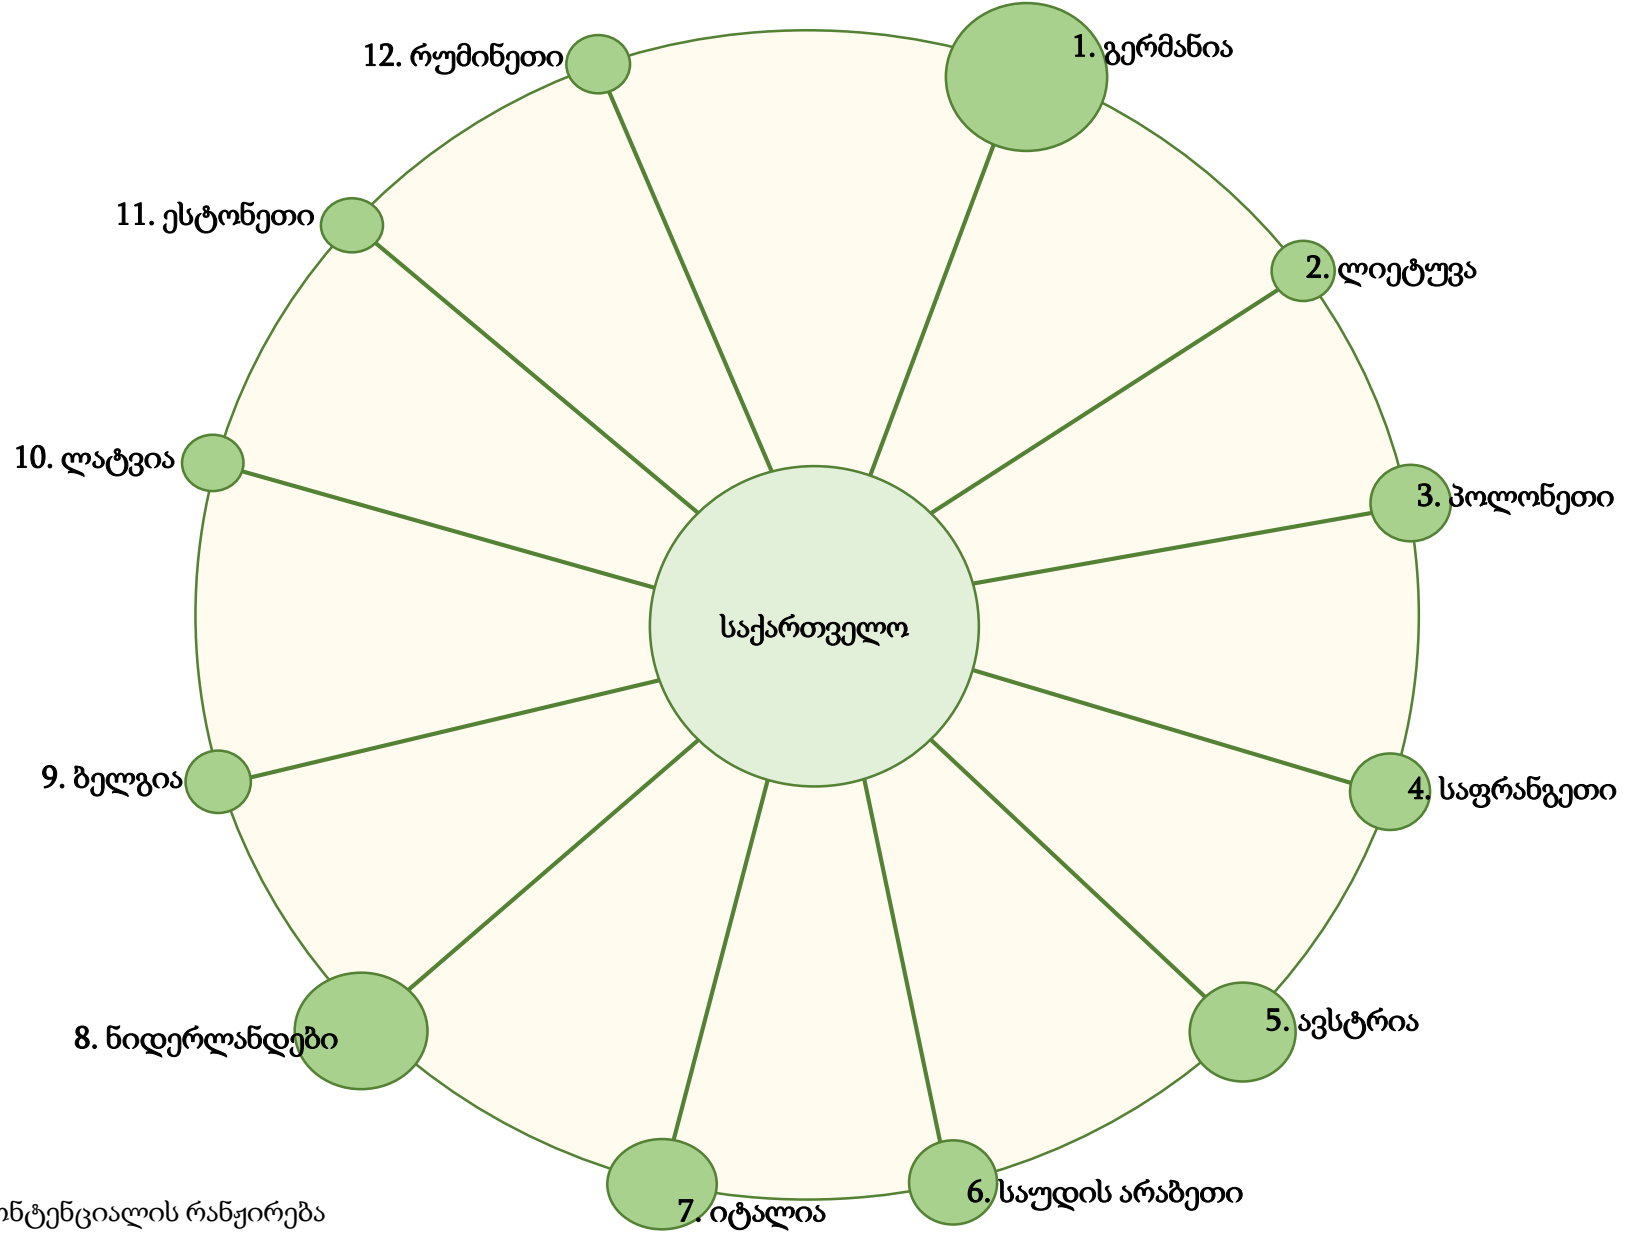 1. გერმანია
2. ლიეტუვა
3. პოლონეთი
4. საფრანგეთი
5. ავსტრია
6. საუდის არაბეთი
7. იტალია
8. ნიდერლანდები
9. ბელგია
10. ლატვია
11. ესტონეთი
12. რუმინეთი
საქართველო
რანჟირება